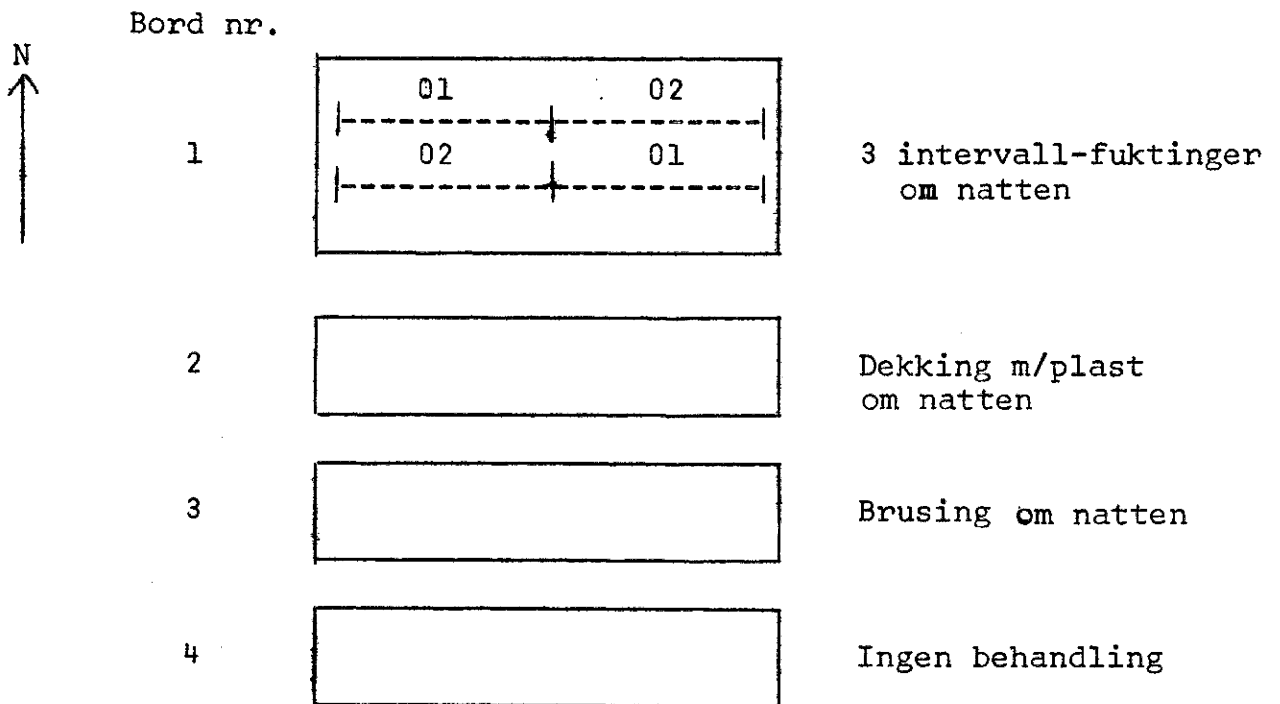 Bord nr.
N
01 02
1
02 01
3 intervall-fuktinger
om natten
2
Dekking m/plast
om natten
3
Brusing om natten
4
Ingen behandling